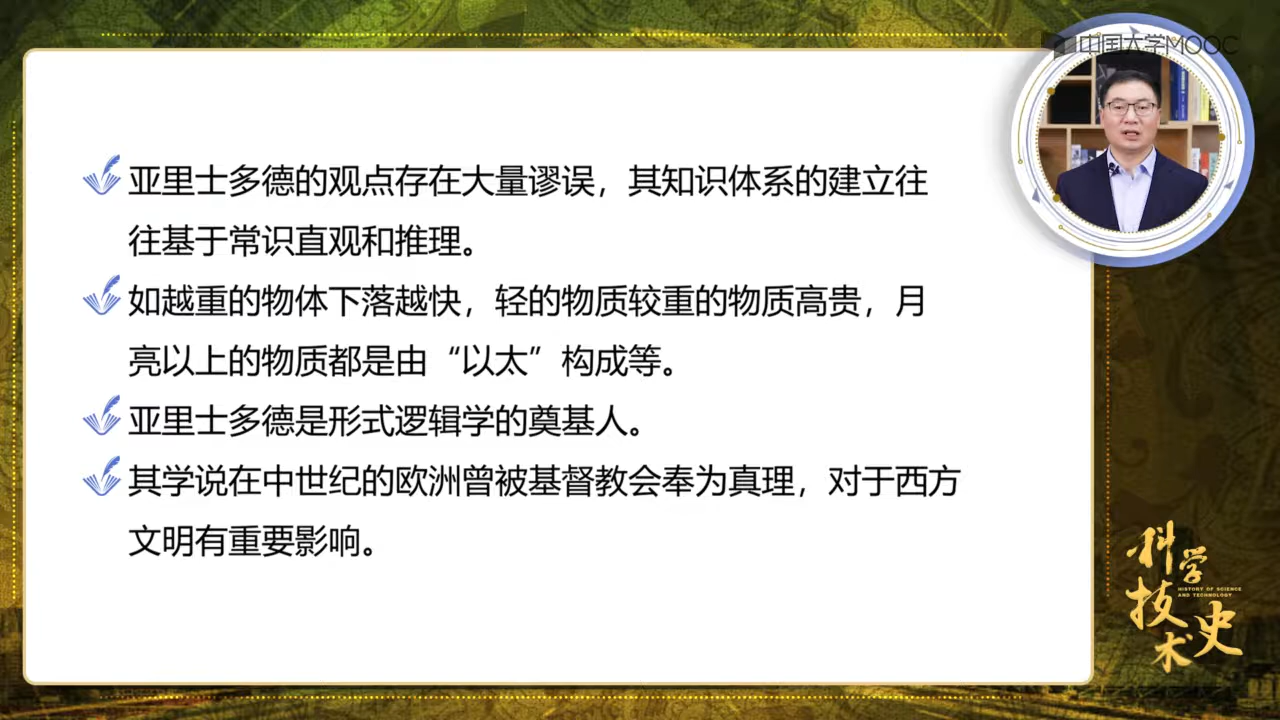 中国大学MOOC
亚里士多德的观点存在大量谬误，其知识体系的建立往
往基于常识直观和推理。
如越重的物体下落越快，轻的物质较重的物质高贵，月
亮以上的物质都是由“以太”构成等。
亚里士多德是形式逻辑学的奠基人。
其学说在中世纪的欧洲曾被基督教会奉为真理，对于西方
文明有重要影响。
科学
HISTORY OF SCIENCE
AND TECHNOLOGY
技术史